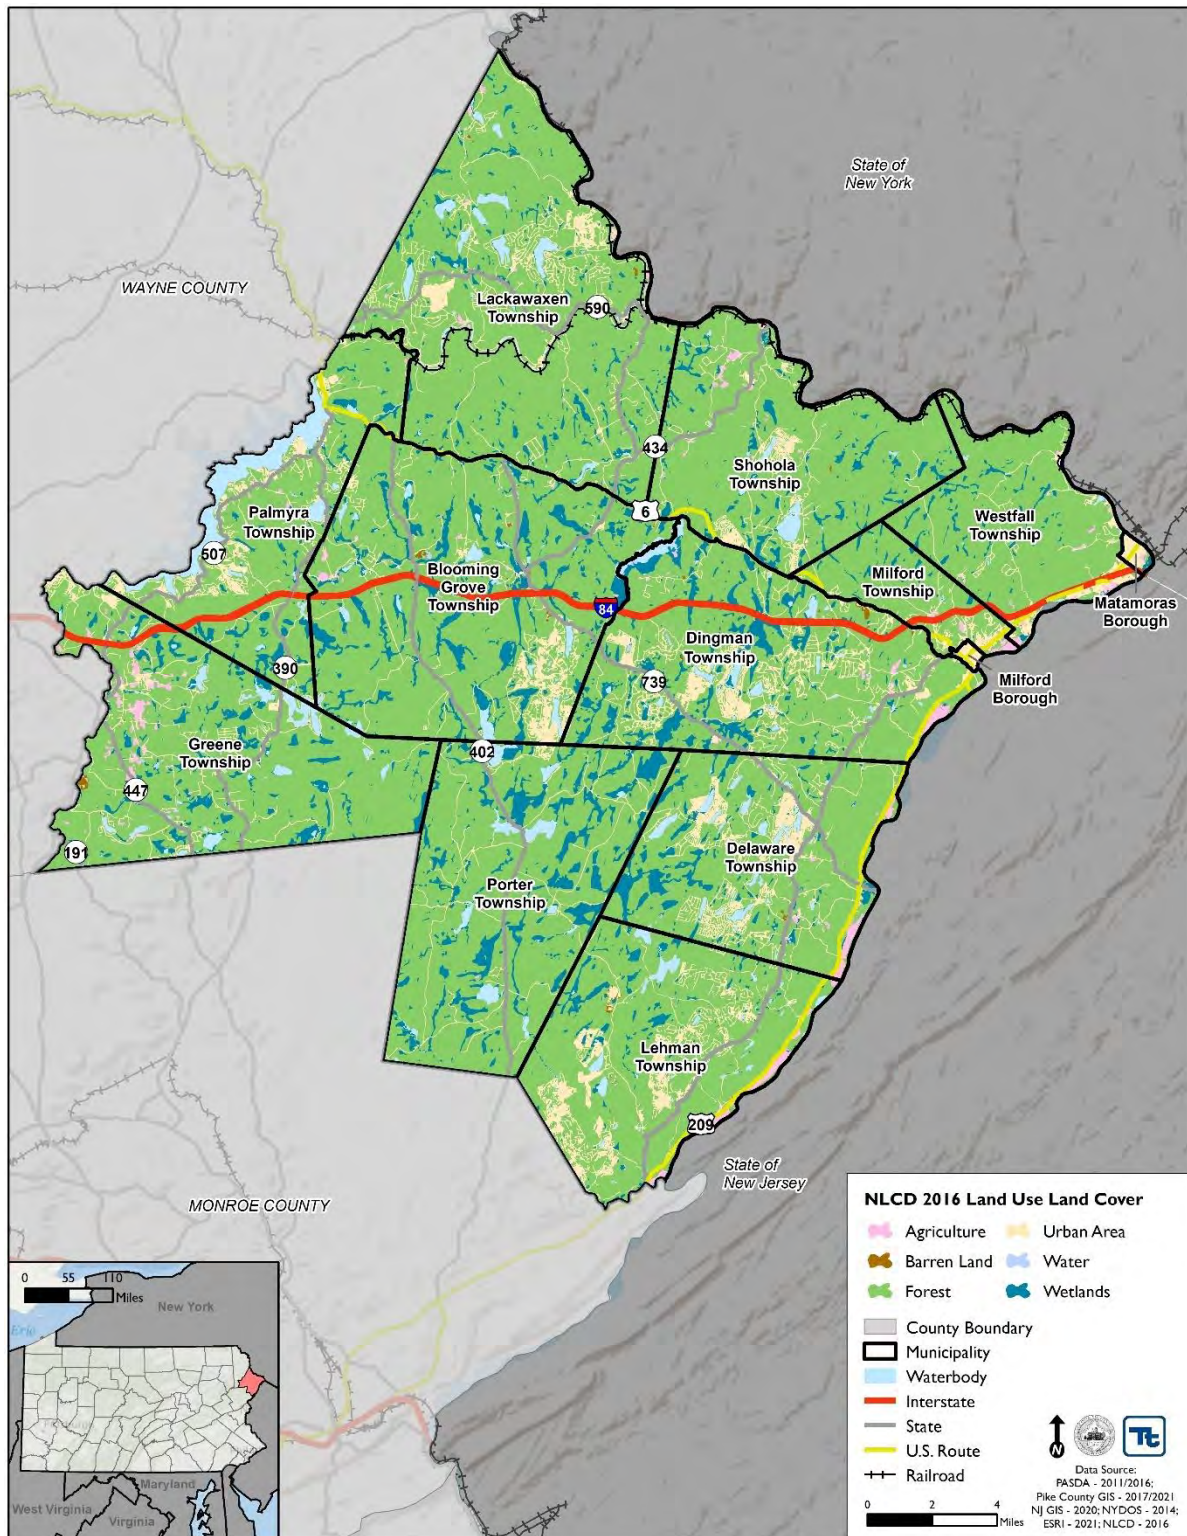 State of
New York
WAYNE COUNTY
Lackawaxen
Township
590
434
Shohola
Township
6
Palmyra
Township
507
Westfall
Township
Blooming
Grove
Township
84
Milford
Township
Matamoras
Borough
Dingman
Township
390
739
Milford
Borough
Greene
Township
402
447
191
Delaware
Township
Porter
Township
Lehman
Township
209
State of
New Jersey
MONROE COUNTY
0 55 110
Miles
New York
Erie
Maryland
West Virginia
Virginia
NLCD 2016 Land Use Land Cover
Agriculture
Urban Area
Barren Land
Water
Forest
Wetlands
County Boundary
Municipality
Waterbody
Interstate
State
U.S. Route
Railroad
N
Tt
0 2 4
Miles
Data Source:
PASDA - 2011/2016;
Pike County GIS - 2017/2021
NJ GIS - 2020; NYDOS - 2014;
ESRI - 2021; NLCD - 2016